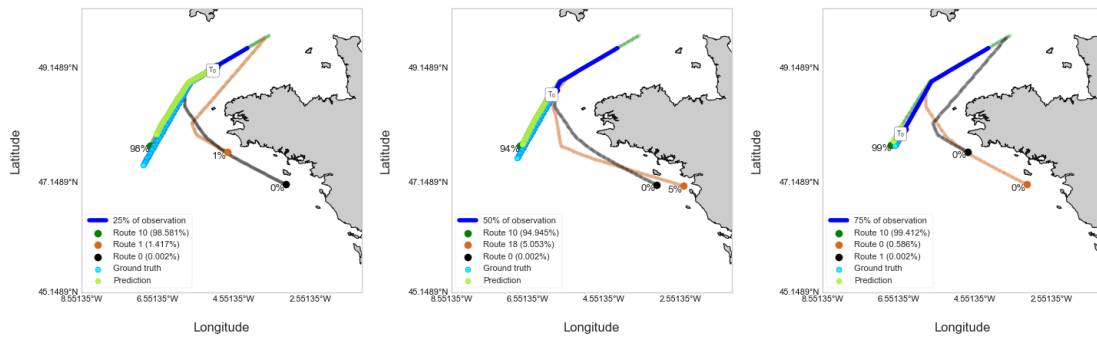 49.1489°N
47.1489°N
45.1489°N
8.55135°W
6.55135°W
4.55135°W
2.55135°W
Latitude
Longitude
T0
98%
1%
0%
25% of observation
Route 10 (98.581%)
Route 1 (1.417%)
Route 0 (0.002%)
Ground truth
Prediction
49.1489°N
47.1489°N
45.1489°N
8.55135°W
6.55135°W
4.55135°W
2.55135°W
Latitude
Longitude
T0
94%
0%
5%
50% of observation
Route 10 (94.945%)
Route 18 (5.053%)
Route 0 (0.002%)
Ground truth
Prediction
49.1489°N
47.1489°N
45.1489°N
8.55135°W
6.55135°W
4.55135°W
2.55135°W
Latitude
Longitude
T0
99%
0%
0%
75% of observation
Route 10 (99.412%)
Route 0 (0.586%)
Route 1 (0.002%)
Ground truth
Prediction